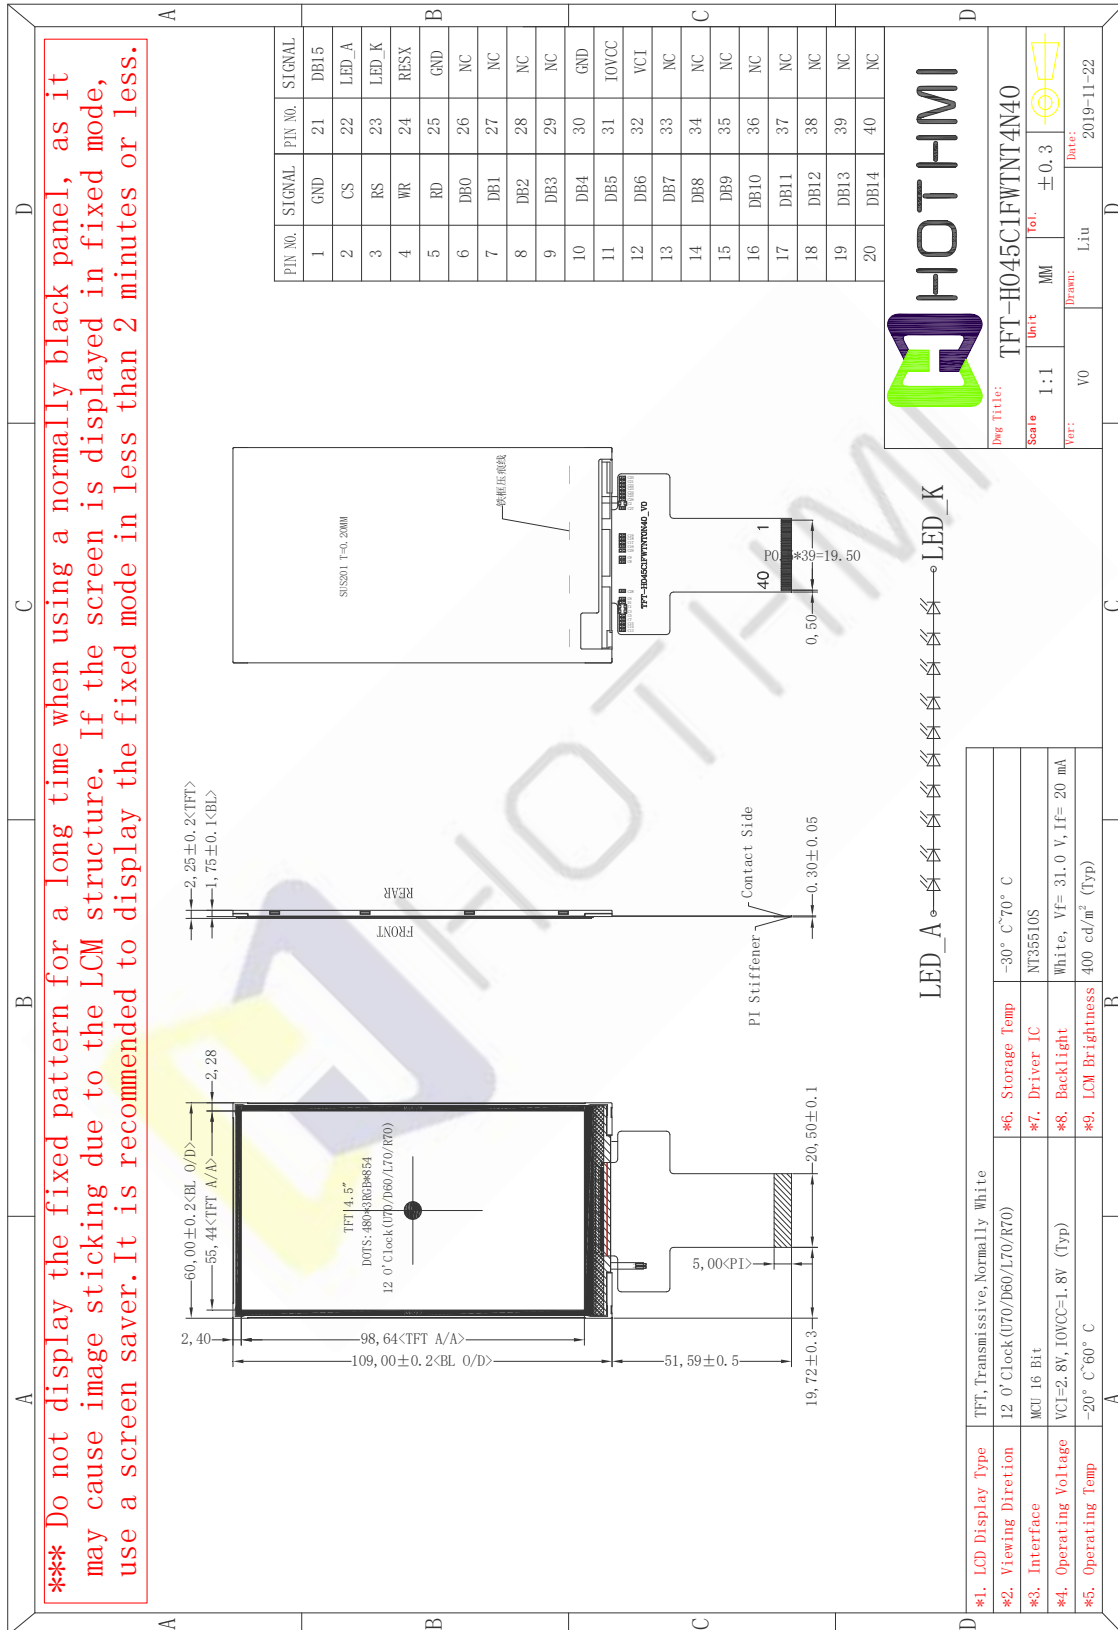 *** Do not display the fixed pattern for a long time when using a normally black panel, as it
may cause image sticking due to the LCM structure. If the screen is displayed in fixed mode,
use a screen saver.It is recommended to display the fixed mode in less than 2 minutes or less.
A
B
C
D
A
B
C
D
A
B
C
D
A
B
C
D
60,00±0.2<BL O/D>
55,44<TFT A/A>
2,28
2,40
98,64<TFT A/A>
109,00±0.2<BL O/D>
51,59±0.5
TFT 4.5"
DOTS:480*3RGB*854
12 O'Clock(U70/D60/L70/R70)
5,00<PI>
20,50±0.1
19,72±0.3
2,25±0.2<TFT>
1,75±0.1<BL>
FRONT
REAR
PI Stiffener
Contact Side
0,30±0.05
SUS201 T=0.20MM
铁框压痕线
TFT-H045C1FWTNT0N40_V0
40
1
*39=19.50
0,50
LED_A
LED_K
PIN NO. SIGNAL PIN NO. SIGNAL
1 GND 21 DB15
2 CS 22 LED_A
3 RS 23 LED_K
4 WR 24 RESX
5 RD 25 GND
6 DB0 26 NC
7 DB1 27 NC
8 DB2 28 NC
9 DB3 29 NC
10 DB4 30 GND
11 DB5 31 IOVCC
12 DB6 32 VCI
13 DB7 33 NC
14 DB8 34 NC
15 DB9 35 NC
16 DB10 36 NC
17 DB11 37 NC
18 DB12 38 NC
19 DB13 39 NC
20 DB14 40 NC
*1. LCD Display Type TFT,Transmissive,Normally White
*2. Viewing Diretion 12 O'Clock(U70/D60/L70/R70) *6. Storage Temp -30° C~70° C
*3. Interface MCU 16 Bit *7. Driver IC NT35510S
*4. Operating Voltage VCI=2.8V,IOVCC=1.8V (Typ) *8. Backlight White, Vf= 31.0 V,If= 20 mA
*5. Operating Temp -20° C~60° C *9. LCM Brightness 400 cd/m² (Typ)
HOTHMI
Dwg Title:
TFT-H045C1FWTNT4N40
Scale 1:1 Unit MM Tol. ±0.3
Ver: V0 Drawn: Liu Date: 2019-11-22
HOTHMI